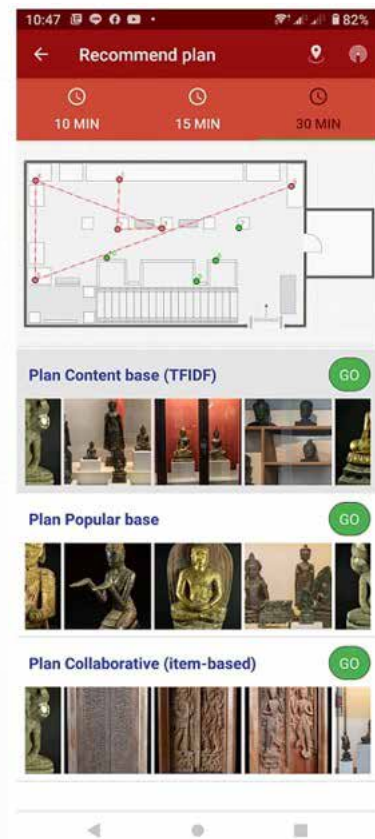 10:47 82%
Recommend plan
10 MIN 15 MIN 30 MIN
Plan Content base (TFIDF) GO
Plan Popular base GO
Plan Collaborative (item-based) GO